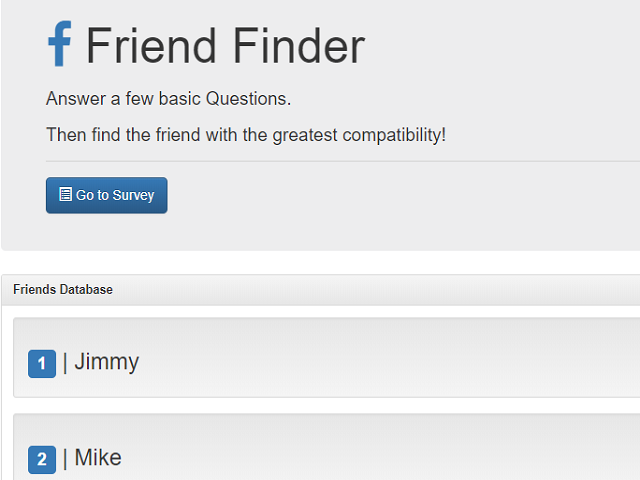 f Friend Finder
Answer a few basic Questions.
Then find the friend with the greatest compatibility!
Go to Survey
Friends Database
1 | Jimmy
2 | Mike